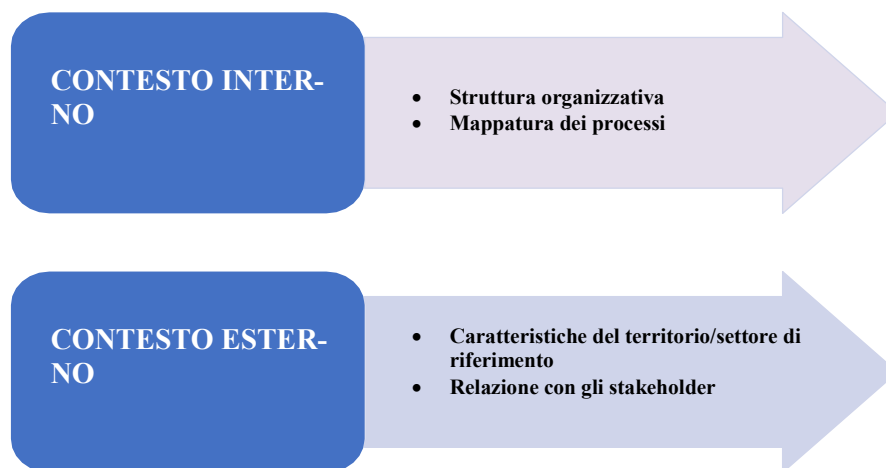 CONTESTO INTER-
NO
• Struttura organizzativa
• Mappatura dei processi
CONTESTO ESTER-
NO
• Caratteristiche del territorio/settore di
riferimento
• Relazione con gli stakeholder